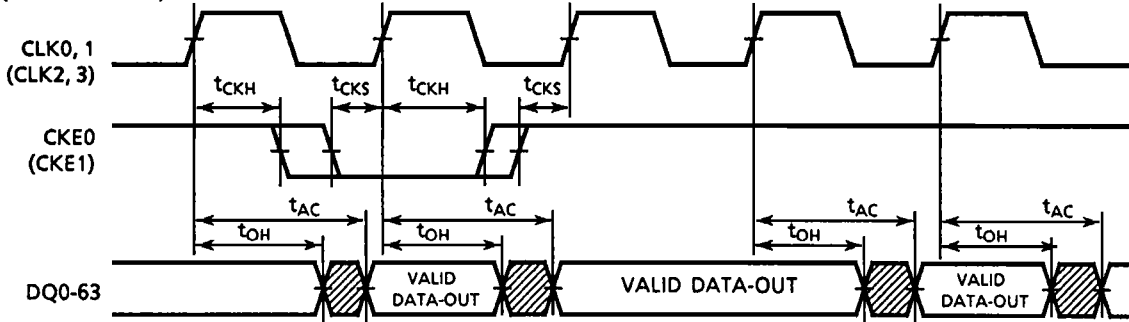 CLK0, 1
(CLK2, 3)
tCKH tCKS tCKH tCKS
CKE0
(CKE1)
tAC tAC tAC tAC
tOH tOH tOH tOH
DQ0-63
VALID
DATA-OUT
VALID DATA-OUT
VALID
DATA-OUT